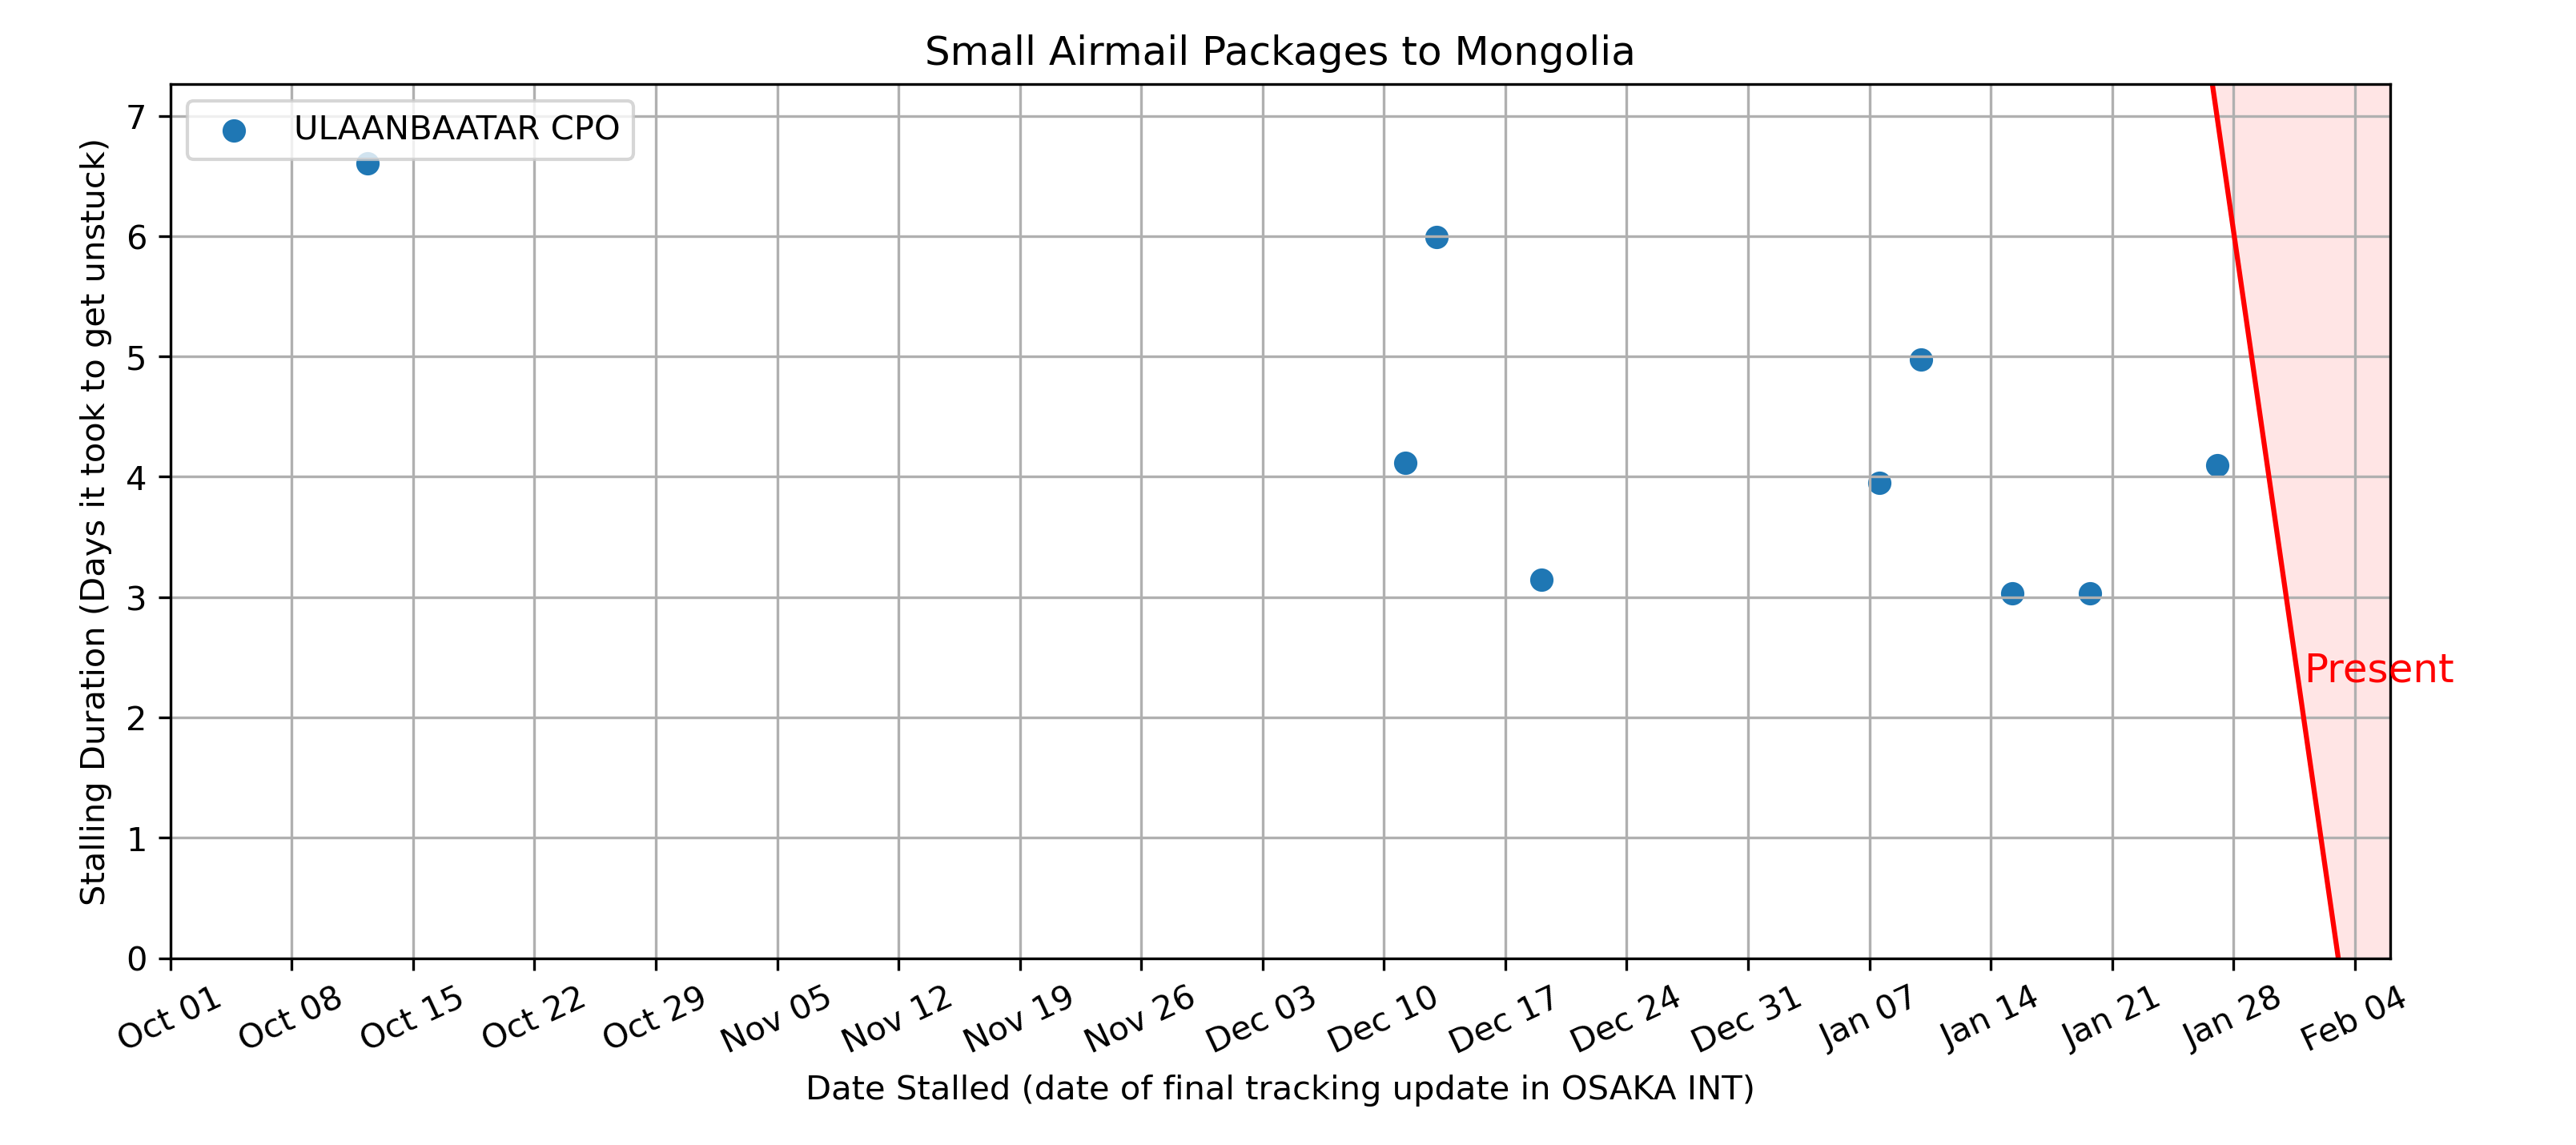 Small Airmail Packages to Mongolia
ULAANBAATAR CPO
7
6
5
4
3
2
1
0
Stalling Duration (Days it took to get unstuck)
Present
Oct 01
Oct 08
Oct 15
Oct 22
Oct 29
Nov 05
Nov 12
Nov 19
Nov 26
Dec 03
Dec 10
Dec 17
Dec 24
Dec 31
Jan 07
Jan 14
Jan 21
Jan 28
Feb 04
Date Stalled (date of final tracking update in OSAKA INT)